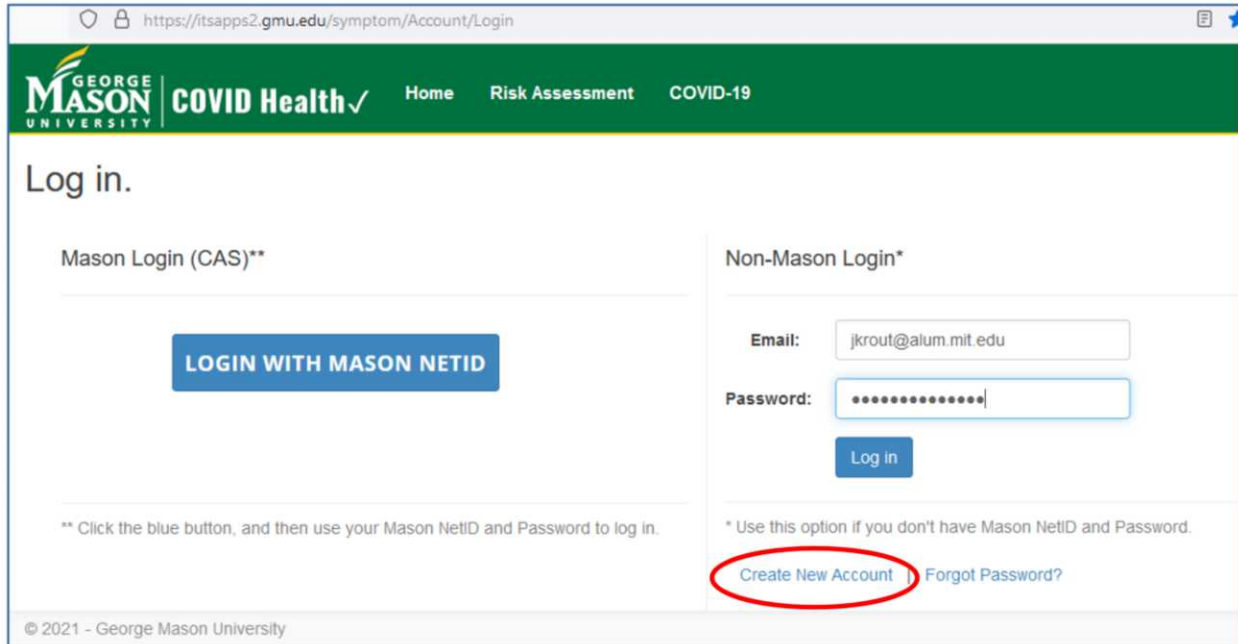 https://itsapps2.gmu.edu/symptom/Account/Login
GEORGE
MASON
UNIVERSITY
COVID Health✓
Home Risk Assessment COVID-19
Log in.
Mason Login (CAS)**
LOGIN WITH MASON NETID
** Click the blue button, and then use your Mason NetID and Password to log in.
Non-Mason Login*
Email: jkrout@alum.mit.edu
Password: ••••••••••••••
Log in
* Use this option if you don't have Mason NetID and Password.
Create New Account | Forgot Password?
© 2021 - George Mason University